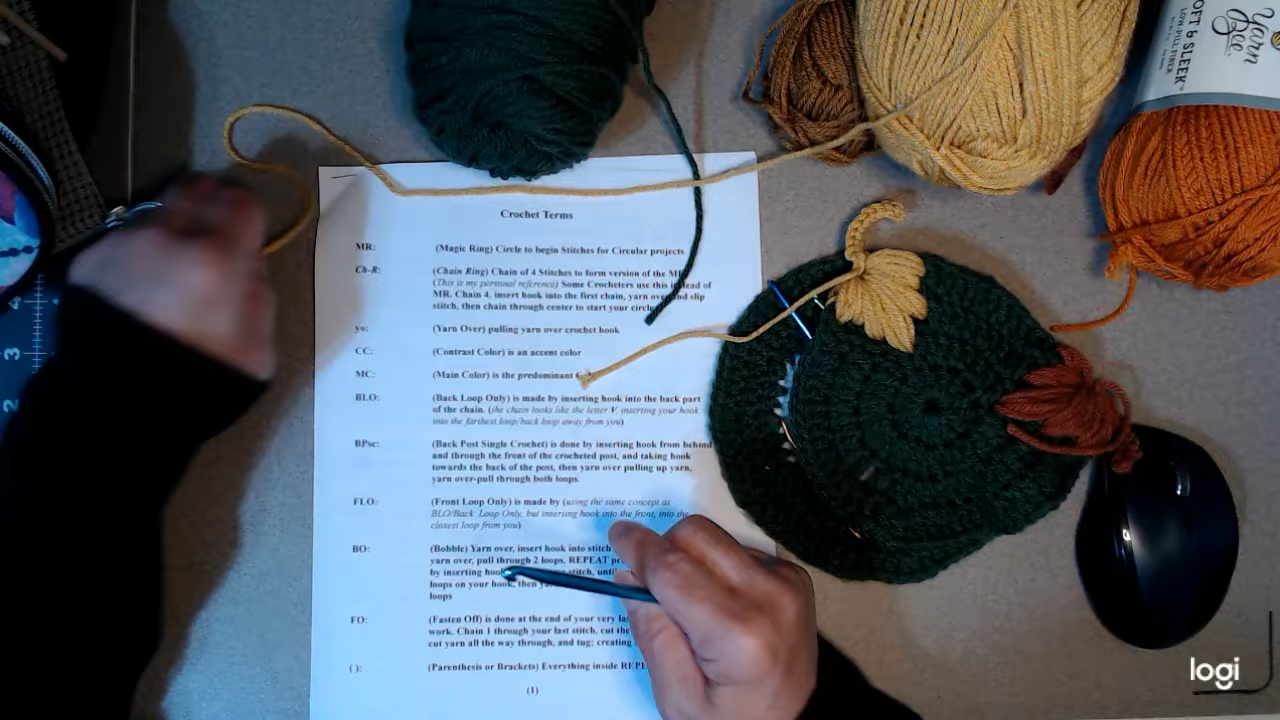 Yarn
Bee
SOFT & SLEEK™
LOW-PILL FIBER
Crochet Terms
MR: (Magic Ring) Circle to begin Stitches for Circular projects
Ch-R: (Chain Ring) Chain of 4 Stitches to form version of the MR
(This is my personal reference) Some Crocheters use this instead of
MR. Chain 4, insert hook into the first chain, yarn over and slip
stitch, then chain through center to start your circle
yo: (Yarn Over) pulling yarn over crochet hook
CC: (Contrast Color) is an accent color
MC: (Main Color) is the predominant
BLO: (Back Loop Only) is made by inserting hook into the back part
of the chain. (the chain looks like the letter V, inserting your hook
into the farthest loop/back loop away from you)
BPsc: (Back Post Single Crochet) is done by inserting hook from behind
and through the front of the crocheted post, and taking hook
towards the back of the post, then yarn over pulling up yarn,
yarn over-pull through both loops.
FLO: (Front Loop Only) is made by (using the same concept as
BLO/Back Loop Only, but inserting hook into the front, into the
closest loop from you)
BO: (Bobble) Yarn over, insert hook into stitch
yarn over, pull through 2 loops, REPEAT
by inserting hook stitch, until
loops on your hook, then
loops
FO: (Fasten Off) is done at the end of your very
work. Chain 1 through your last stitch, cut the
cut yarn all the way through, and tug; creating
( ): (Parenthesis or Brackets) Everything inside
(1)
4
3
2
logi